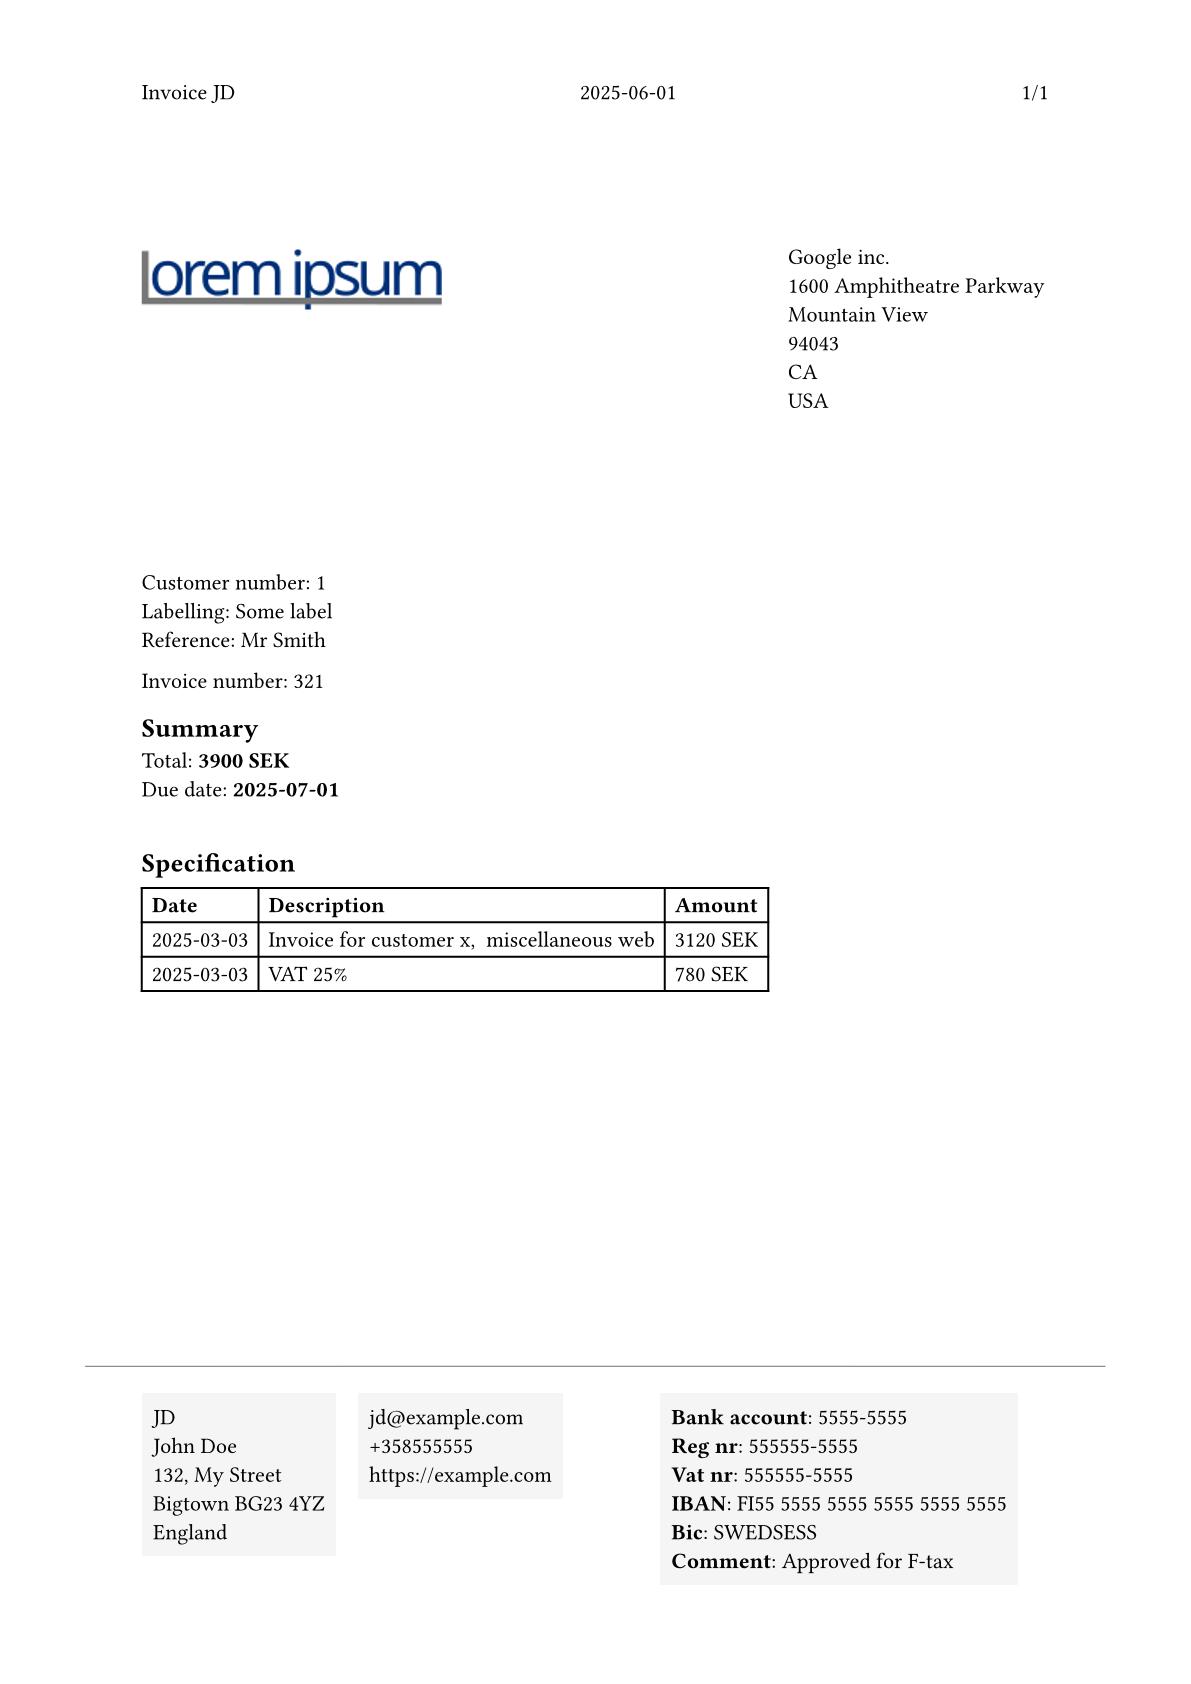 Invoice JD 2025-06-01 1/1
lorem ipsum
Google inc.
1600 Amphitheatre Parkway
Mountain View
94043
CA
USA
Customer number: 1
Labelling: Some label
Reference: Mr Smith
Invoice number: 321
Summary
Total: 3900 SEK
Due date: 2025-07-01
Specification
Date Description Amount
2025-03-03 Invoice for customer x,  miscellaneous web 3120 SEK
2025-03-03 VAT 25% 780 SEK
JD
John Doe
132, My Street
Bigtown BG23 4YZ
England
jd@example.com
+358555555
https://example.com
Bank account: 5555-5555
Reg nr: 555555-5555
Vat nr: 555555-5555
IBAN: FI55 5555 5555 5555 5555 5555
Bic: SWEDSESS
Comment: Approved for F-tax